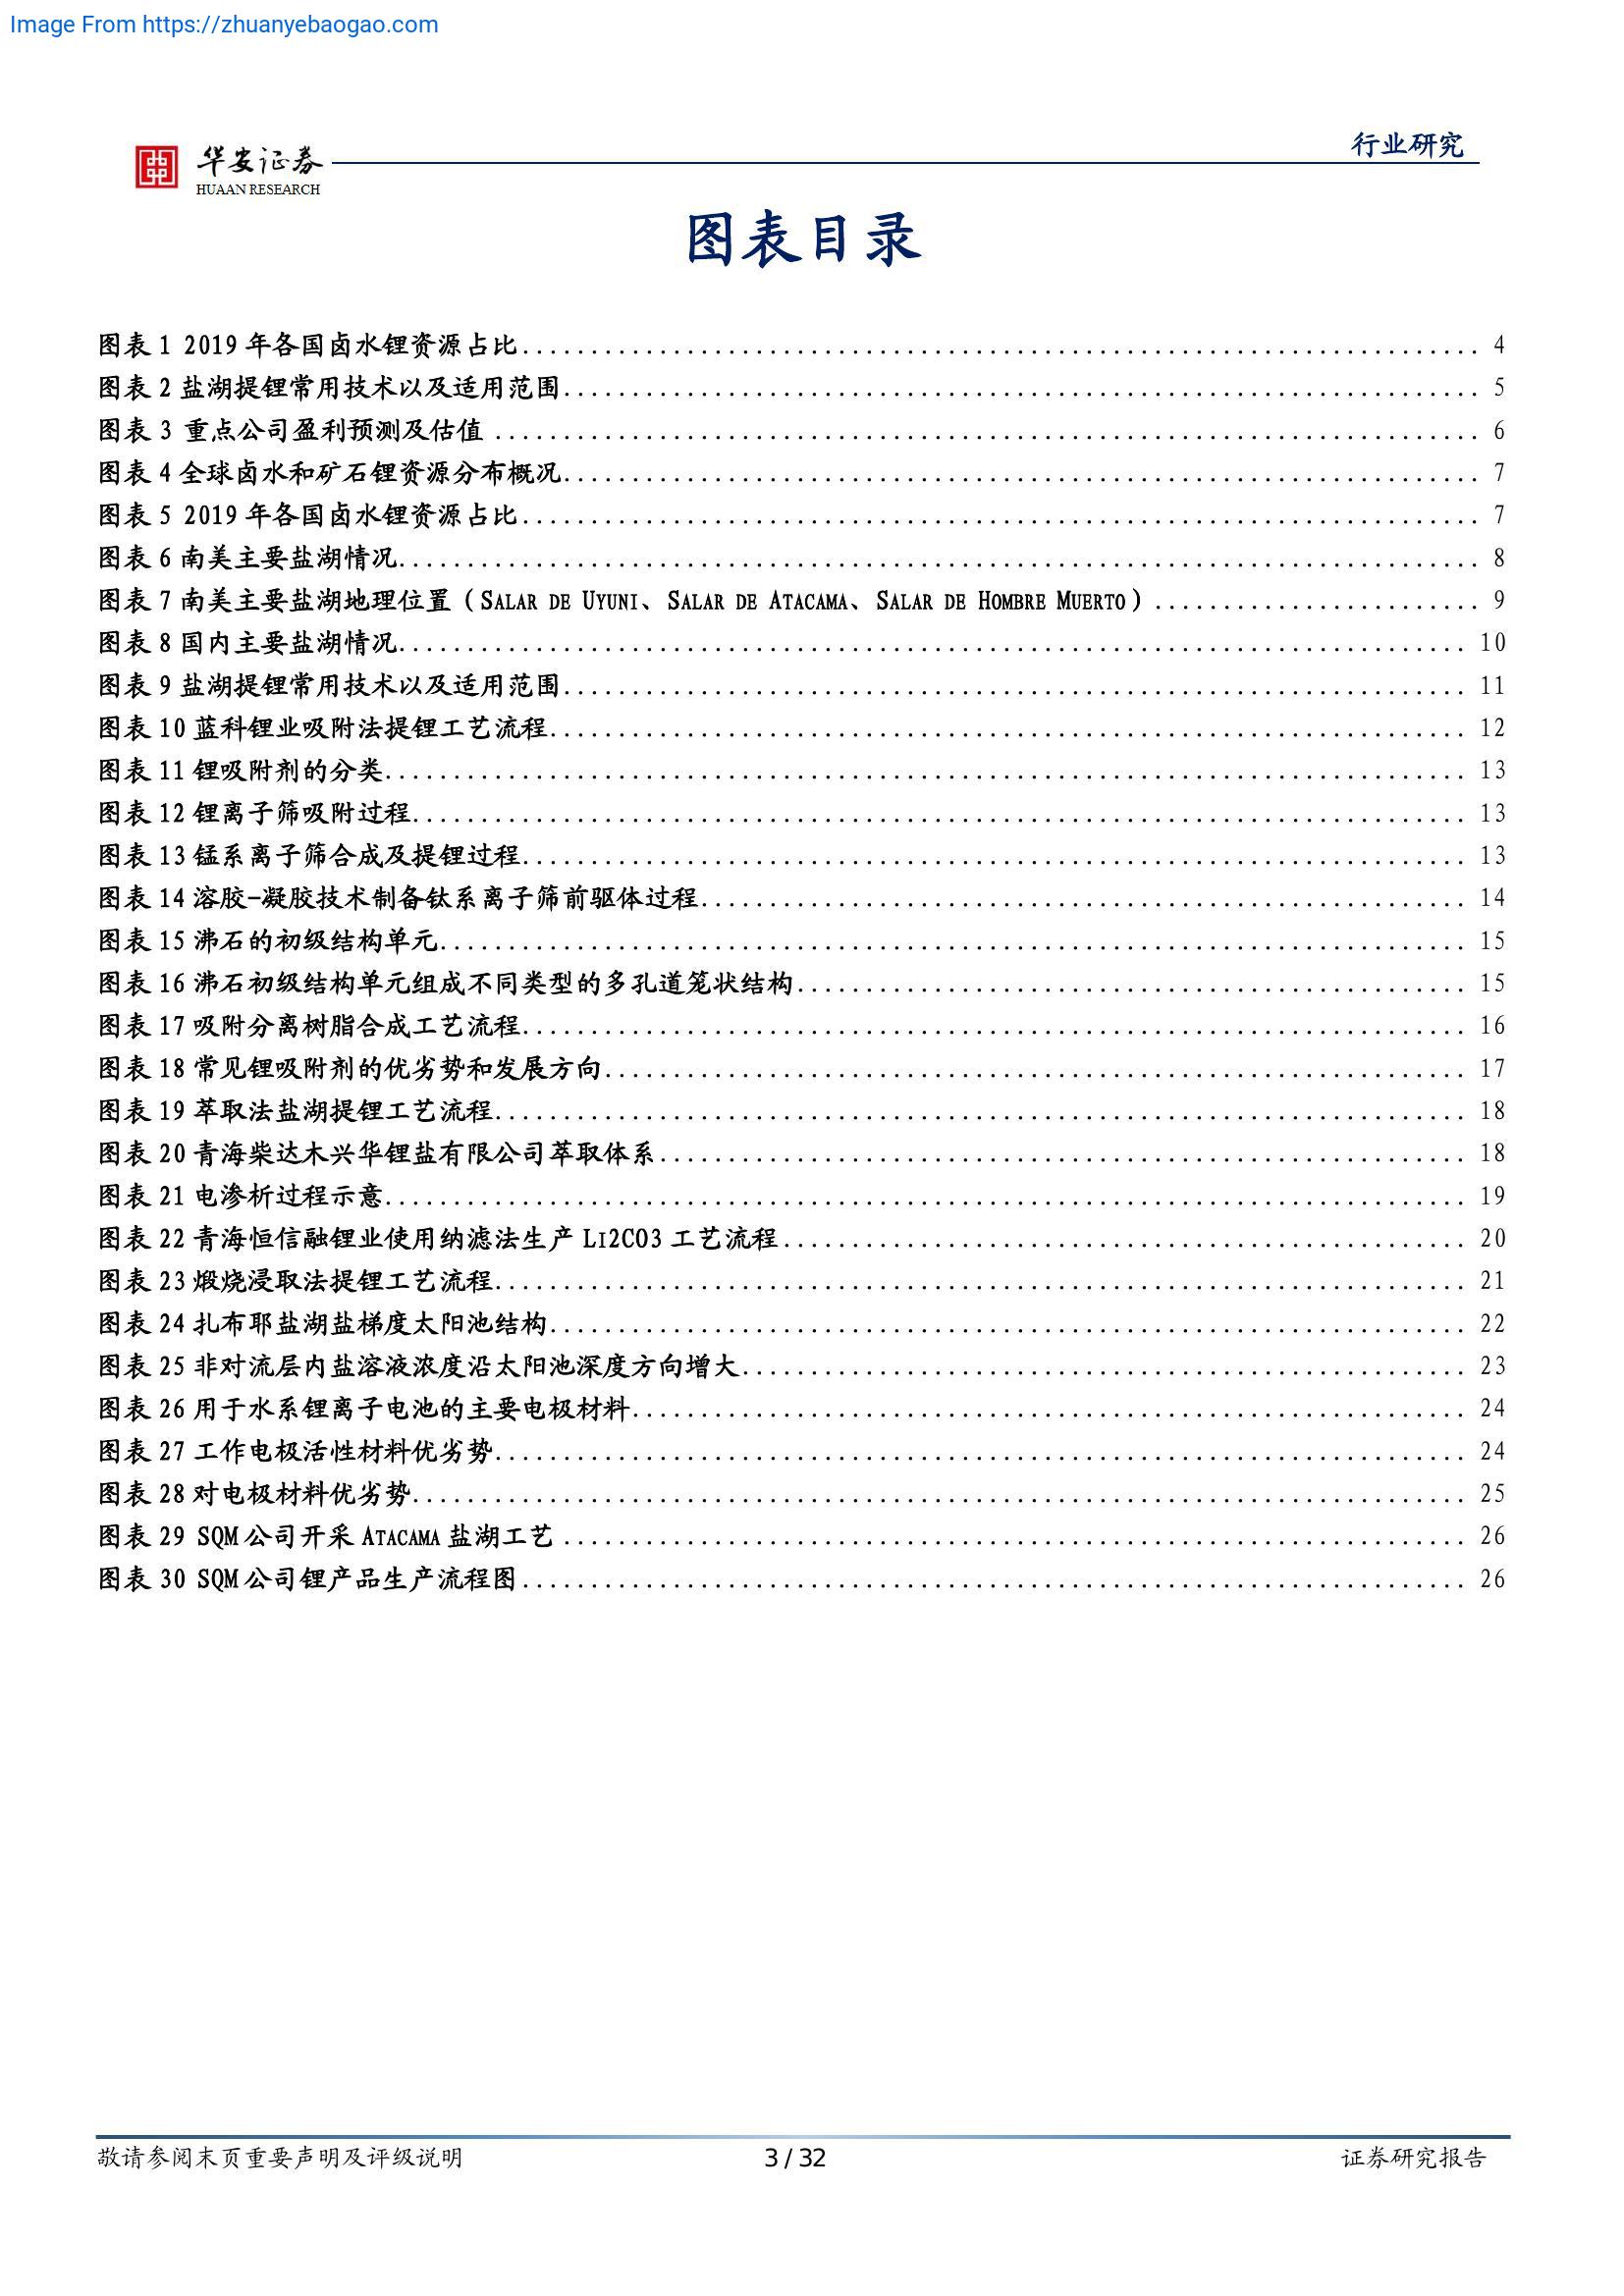 Image From https://zhuanyebaogao.com
行业研究
华安证券
HUAAN RESEARCH
图表目录
图表 1 2019 年各国卤水锂资源占比 4
图表 2 盐湖提锂常用技术以及适用范围 5
图表 3 重点公司盈利预测及估值 6
图表 4 全球卤水和矿石锂资源分布概况 7
图表 5 2019 年各国卤水锂资源占比 7
图表 6 南美主要盐湖情况 8
图表 7 南美主要盐湖地理位置（SALAR DE UYUNI、SALAR DE ATACAMA、SALAR DE HOMBRE MUERTO） 9
图表 8 国内主要盐湖情况 10
图表 9 盐湖提锂常用技术以及适用范围 11
图表 10 蓝科锂业吸附法提锂工艺流程 12
图表 11 锂吸附剂的分类 13
图表 12 锂离子筛吸附过程 13
图表 13 锰系离子筛合成及提锂过程 13
图表 14 溶胶-凝胶技术制备钛系离子筛前驱体过程 14
图表 15 沸石的初级结构单元 15
图表 16 沸石初级结构单元组成不同类型的多孔道笼状结构 15
图表 17 吸附分离树脂合成工艺流程 16
图表 18 常见锂吸附剂的优劣势和发展方向 17
图表 19 萃取法盐湖提锂工艺流程 18
图表 20 青海柴达木兴华锂盐有限公司萃取体系 18
图表 21 电渗析过程示意 19
图表 22 青海恒信融锂业使用纳滤法生产 LI2CO3 工艺流程 20
图表 23 煅烧浸取法提锂工艺流程 21
图表 24 扎布耶盐湖盐梯度太阳池结构 22
图表 25 非对流层内盐溶液浓度沿太阳池深度方向增大 23
图表 26 用于水系锂离子电池的主要电极材料 24
图表 27 工作电极活性材料优劣势 24
图表 28 对电极材料优劣势 25
图表 29 SQM 公司开采 ATACAMA 盐湖工艺 26
图表 30 SQM 公司锂产品生产流程图 26
敬请参阅末页重要声明及评级说明 3 / 32 证券研究报告